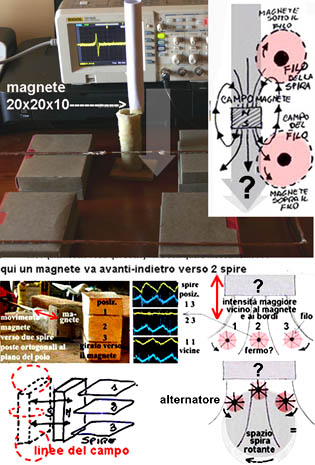 magnete
20x20x10---------->
MAGNETE
SOTTO IL
FILO
FILO
DELLA
SPIRA
CAMPO MAGNETE
N
CAMPO
DEL
FILO
MAGNETE
SOPRA IL
FILO
?
qui un magnete va avanti-indietro verso 2 spire
movimento
magnete
verso due spire
poste ortogonali al
piano del polo
ma-
gnete
posiz.
1
2
3
girato verso
il magnete
spire
posiz.
1 3
2 3
1 1
vicine
?
intensità maggiore
vicino al magnete
e ai bordi
filo
1
2
3
fermo?
1
2
3
SPIRE
linee del campo
alternatore
?
spazio
spira
rotante
=